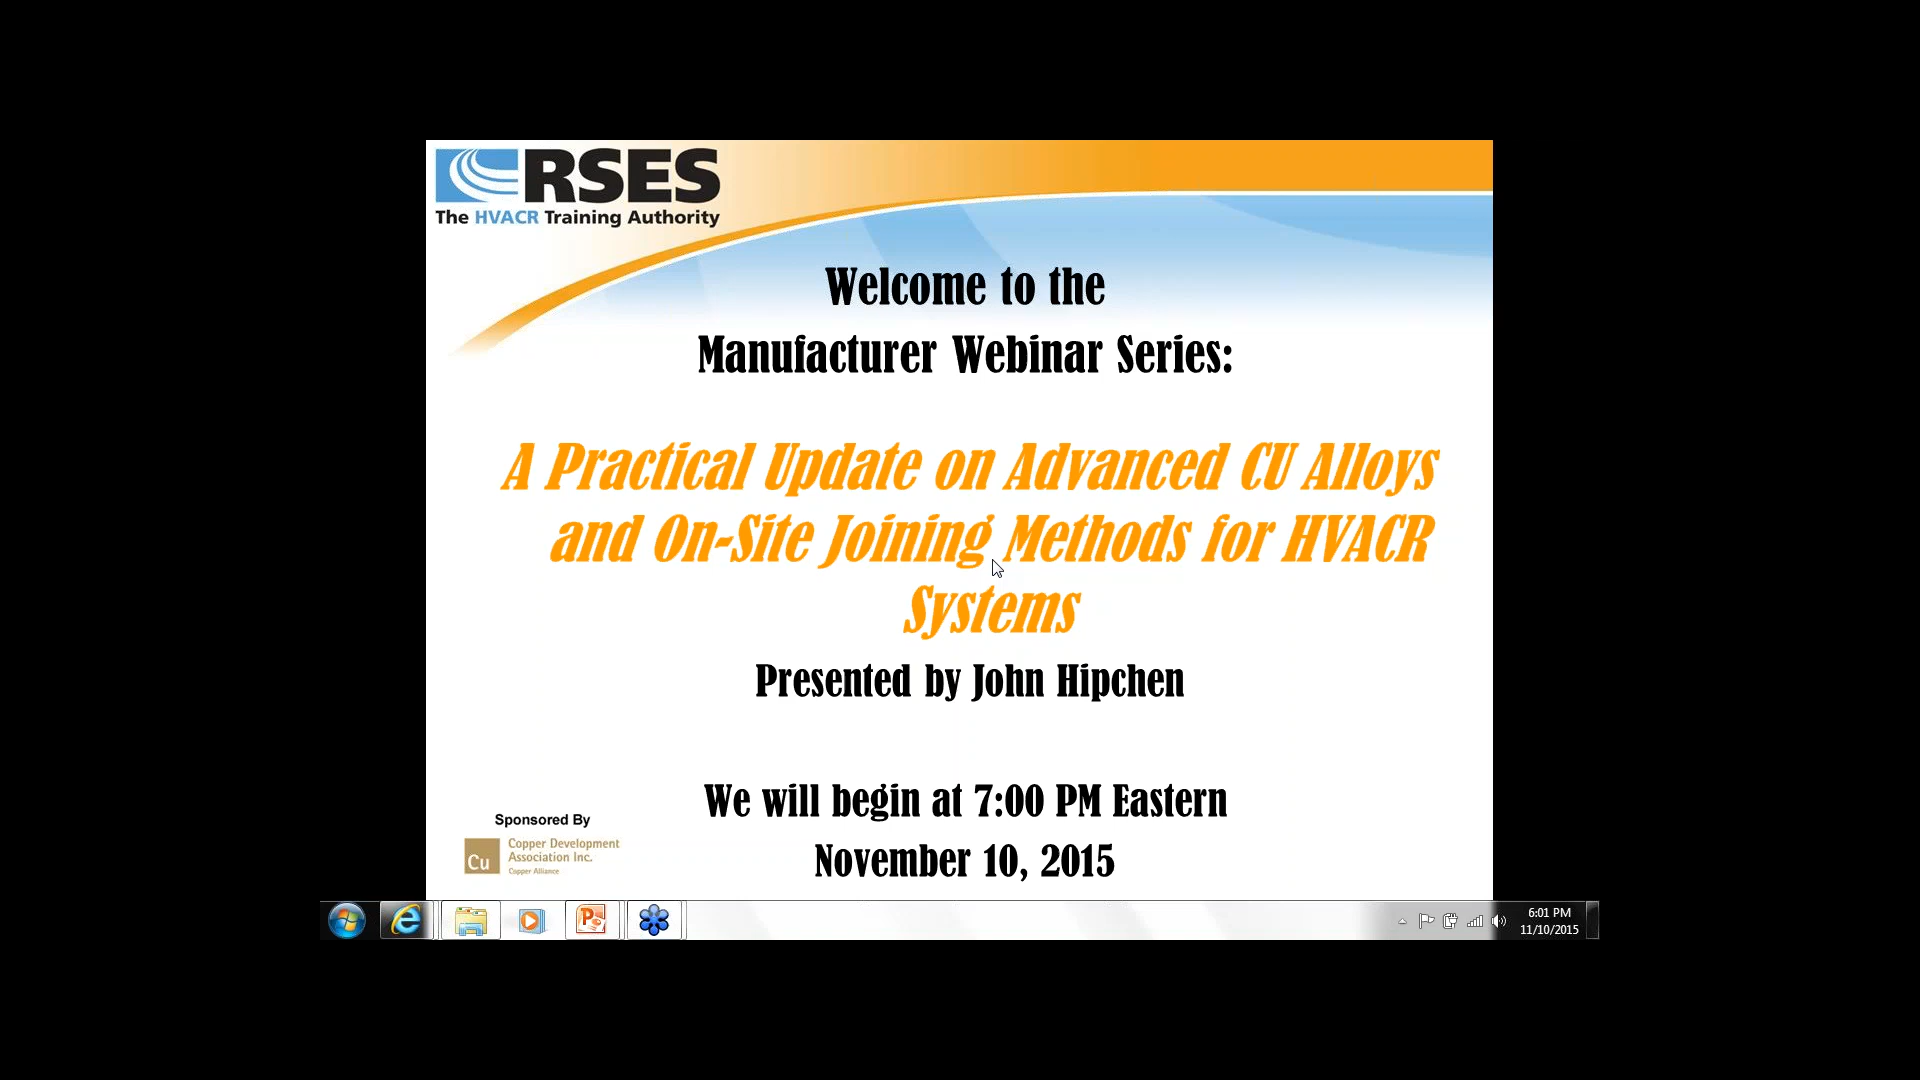 RSES
The HVACR Training Authority
Welcome to the
Manufacturer Webinar Series:
A Practical Update on Advanced CU Alloys
and On-Site Joining Methods for HVACR
Systems
Presented by John Hipchen
We will begin at 7:00 PM Eastern
November 10, 2015
Sponsored By
Cu
Copper Development
Association Inc.
Copper Alliance
6:01 PM
11/10/2015